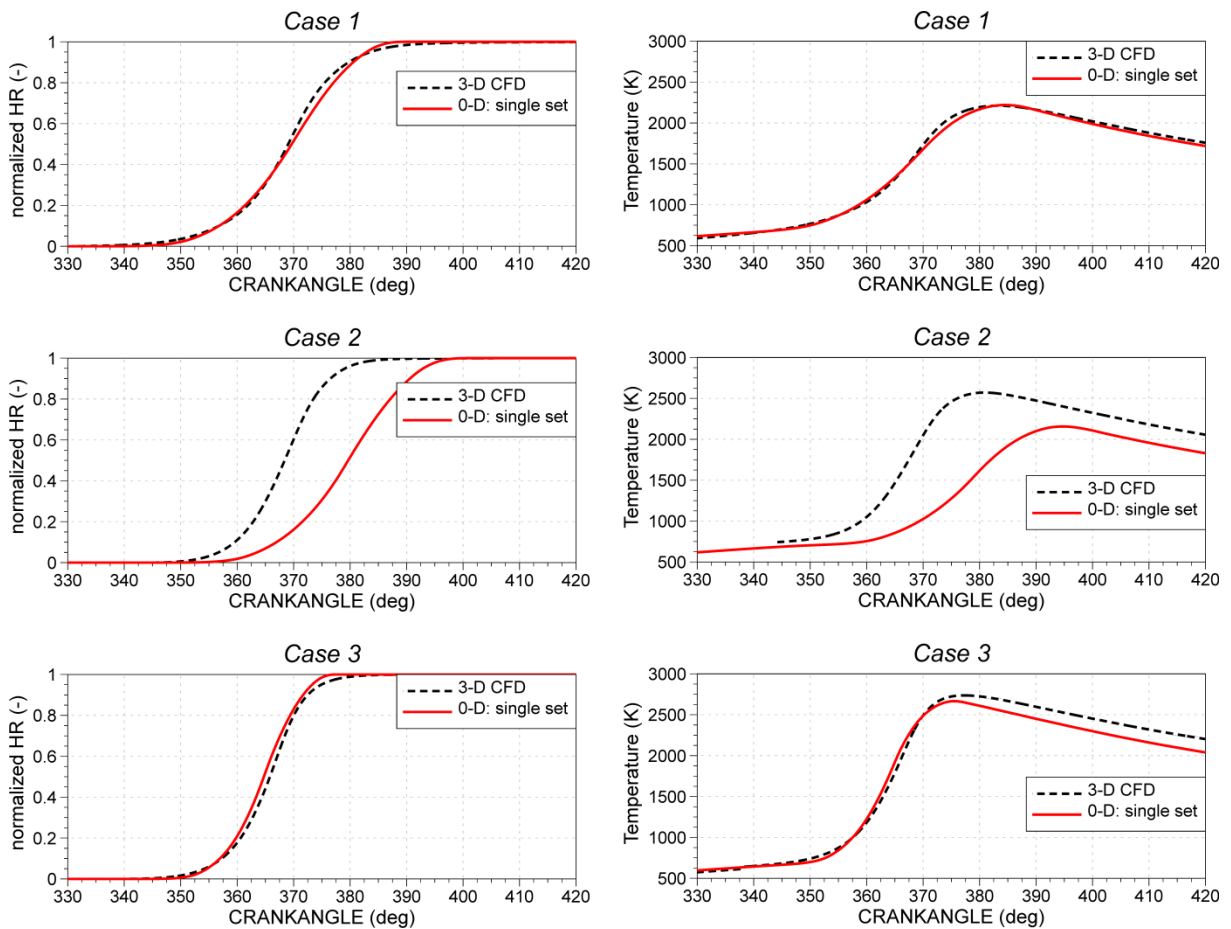 Case 1
normalized HR (-)
1
0.8
0.6
0.4
0.2
0
3-D CFD
0-D: single set
330 340 350 360 370 380 390 400 410 420
CRANKANGLE (deg)
Case 1
Temperature (K)
3000
2500
2000
1500
1000
500
3-D CFD
0-D: single set
330 340 350 360 370 380 390 400 410 420
CRANKANGLE (deg)
Case 2
normalized HR (-)
1
0.8
0.6
0.4
0.2
0
3-D CFD
0-D: single set
330 340 350 360 370 380 390 400 410 420
CRANKANGLE (deg)
Case 2
Temperature (K)
3000
2500
2000
1500
1000
500
3-D CFD
0-D: single set
330 340 350 360 370 380 390 400 410 420
CRANKANGLE (deg)
Case 3
normalized HR (-)
1
0.8
0.6
0.4
0.2
0
3-D CFD
0-D: single set
330 340 350 360 370 380 390 400 410 420
CRANKANGLE (deg)
Case 3
Temperature (K)
3000
2500
2000
1500
1000
500
3-D CFD
0-D: single set
330 340 350 360 370 380 390 400 410 420
CRANKANGLE (deg)